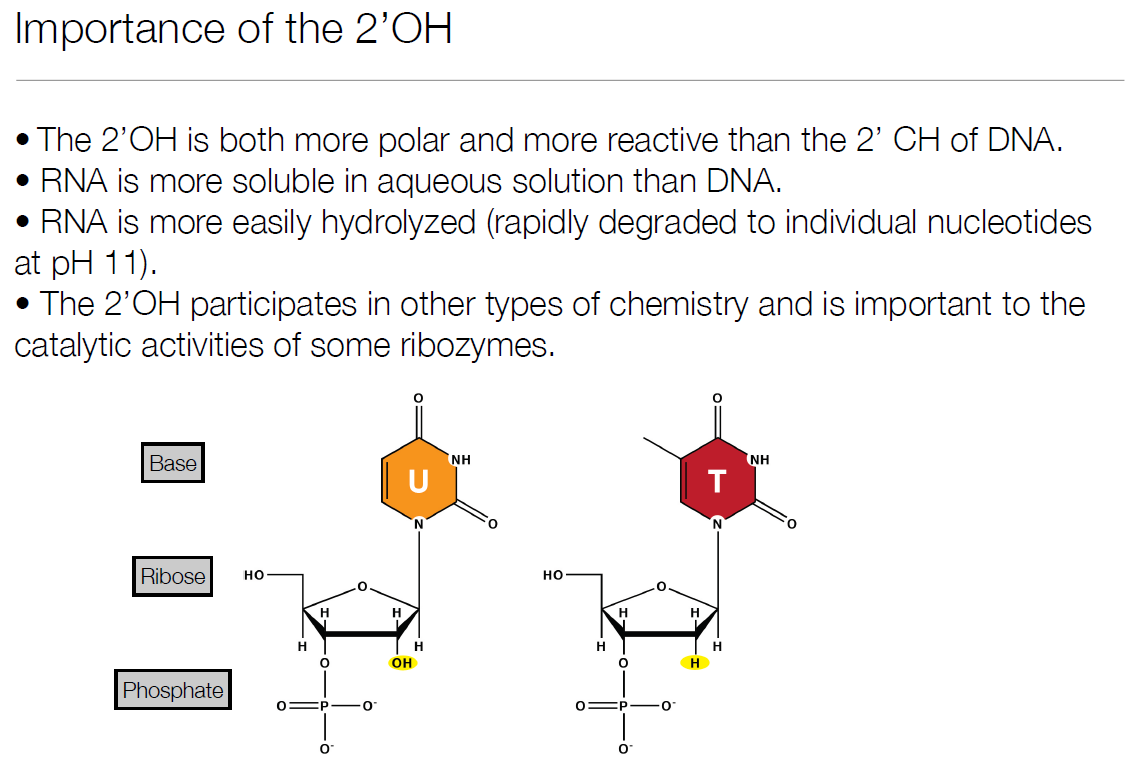 Importance of the 2’OH
• The 2’OH is both more polar and more reactive than the 2’ CH of DNA.
• RNA is more soluble in aqueous solution than DNA.
• RNA is more easily hydrolyzed (rapidly degraded to individual nucleotides
at pH 11).
• The 2’OH participates in other types of chemistry and is important to the
catalytic activities of some ribozymes.
O O
Base NH NH
U T
N O N O
Ribose HO O HO O
H H H H
H H H H
O OH O H
Phosphate
O P O- O P O-
O- O-